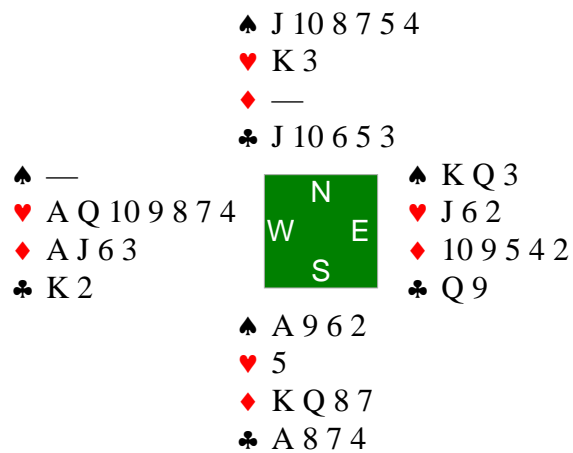 ♠ J 10 8 7 5 4
♥ K 3
♦ —
♣ J 10 6 5 3
♠ —
♥ A Q 10 9 8 7 4
♦ A J 6 3
♣ K 2
N
W E
S
♠ K Q 3
♥ J 6 2
♦ 10 9 5 4 2
♣ Q 9
♠ A 9 6 2
♥ 5
♦ K Q 8 7
♣ A 8 7 4